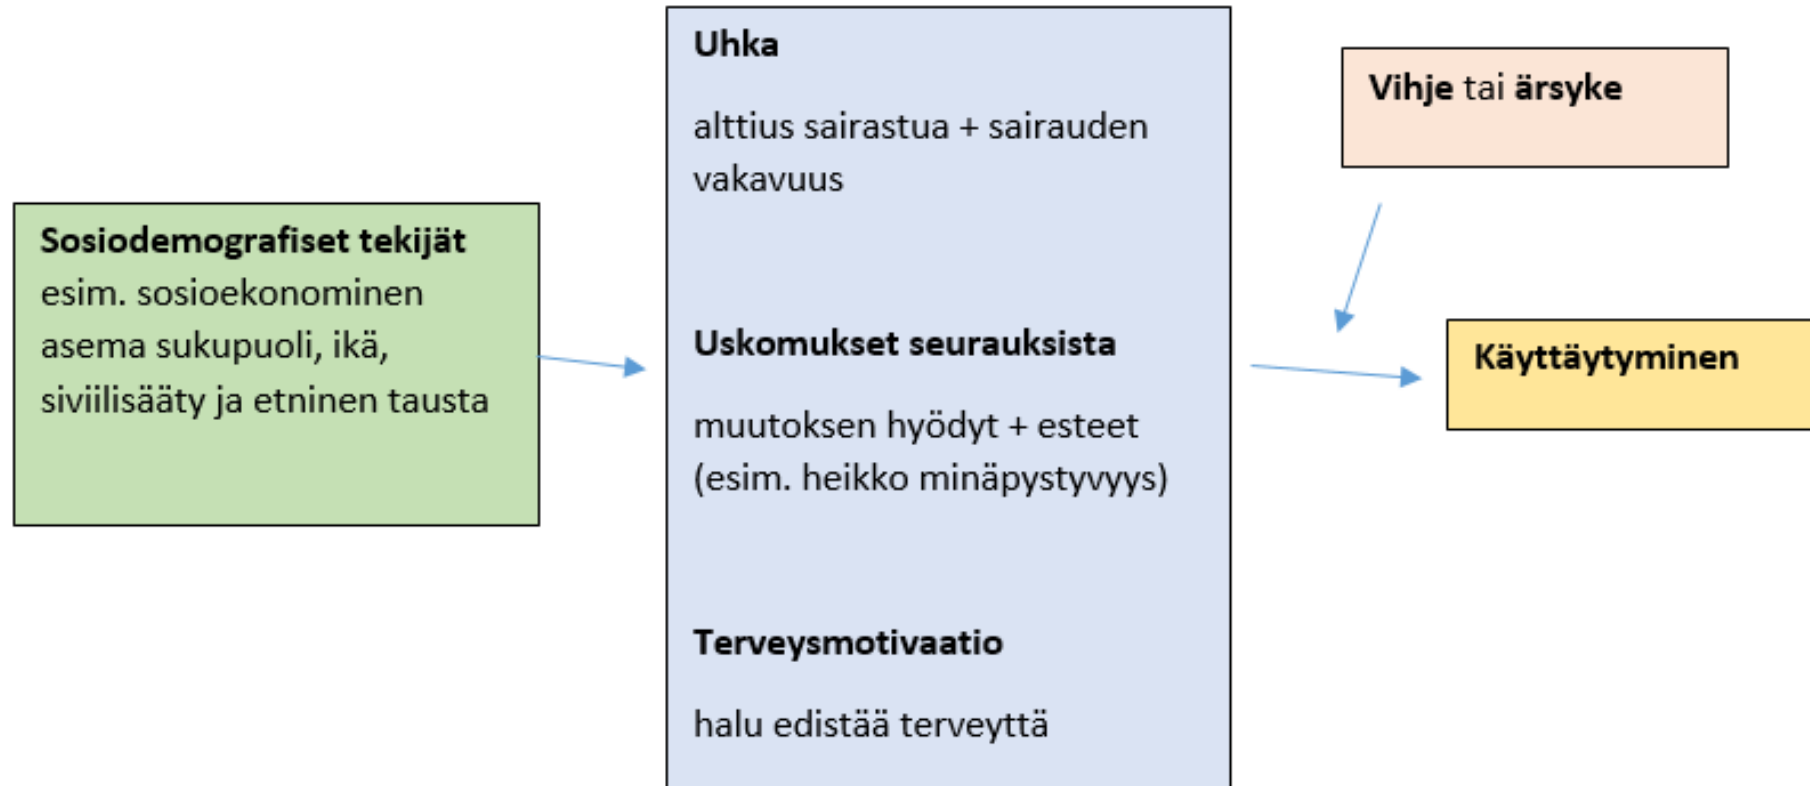 Sosiodemografiset tekijät
esim. sosioekonominen
asema sukupuoli, ikä,
siviilisääty ja etninen tausta
Uhka
alttius sairastua + sairauden
vakavuus
Uskomukset seurauksista
muutoksen hyödyt + esteet
(esim. heikko minäpystyvyys)
Terveysmotivaatio
halu edistää terveyttä
Vihje tai ärsyke
Käyttäytyminen